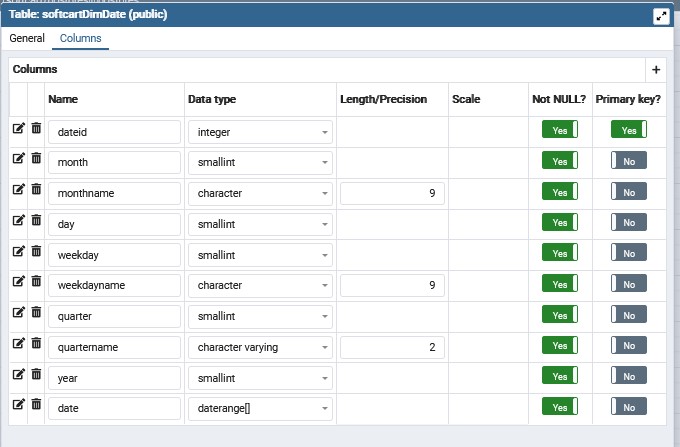 Table: softcartDimDate (public)
General Columns
Columns +
Name Data type Length/Precision Scale Not NULL? Primary key?
dateid integer Yes Yes
month smallint Yes No
monthname character 9 Yes No
day smallint Yes No
weekday smallint Yes No
weekdayname character 9 Yes No
quarter smallint Yes No
quartername character varying 2 Yes No
year smallint Yes No
date daterange[] Yes No